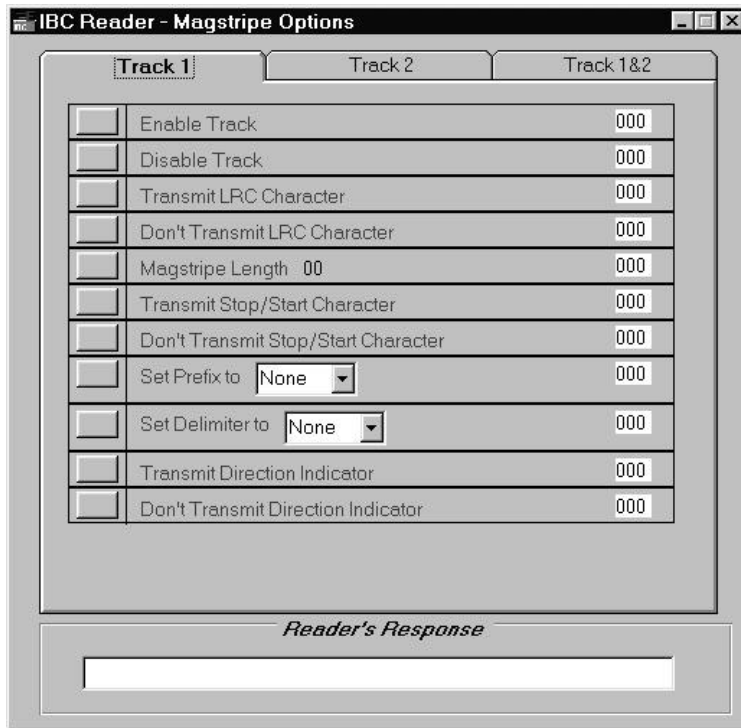 IBC Reader - Magstripe Options
Track 1 Track 2 Track 1&2
Enable Track 000
Disable Track 000
Transmit LRC Character 000
Don't Transmit LRC Character 000
Magstripe Length 00 000
Transmit Stop/Start Character 000
Don't Transmit Stop/Start Character 000
Set Prefix to None 000
Set Delimiter to None 000
Transmit Direction Indicator 000
Don't Transmit Direction Indicator 000
Reader's Response